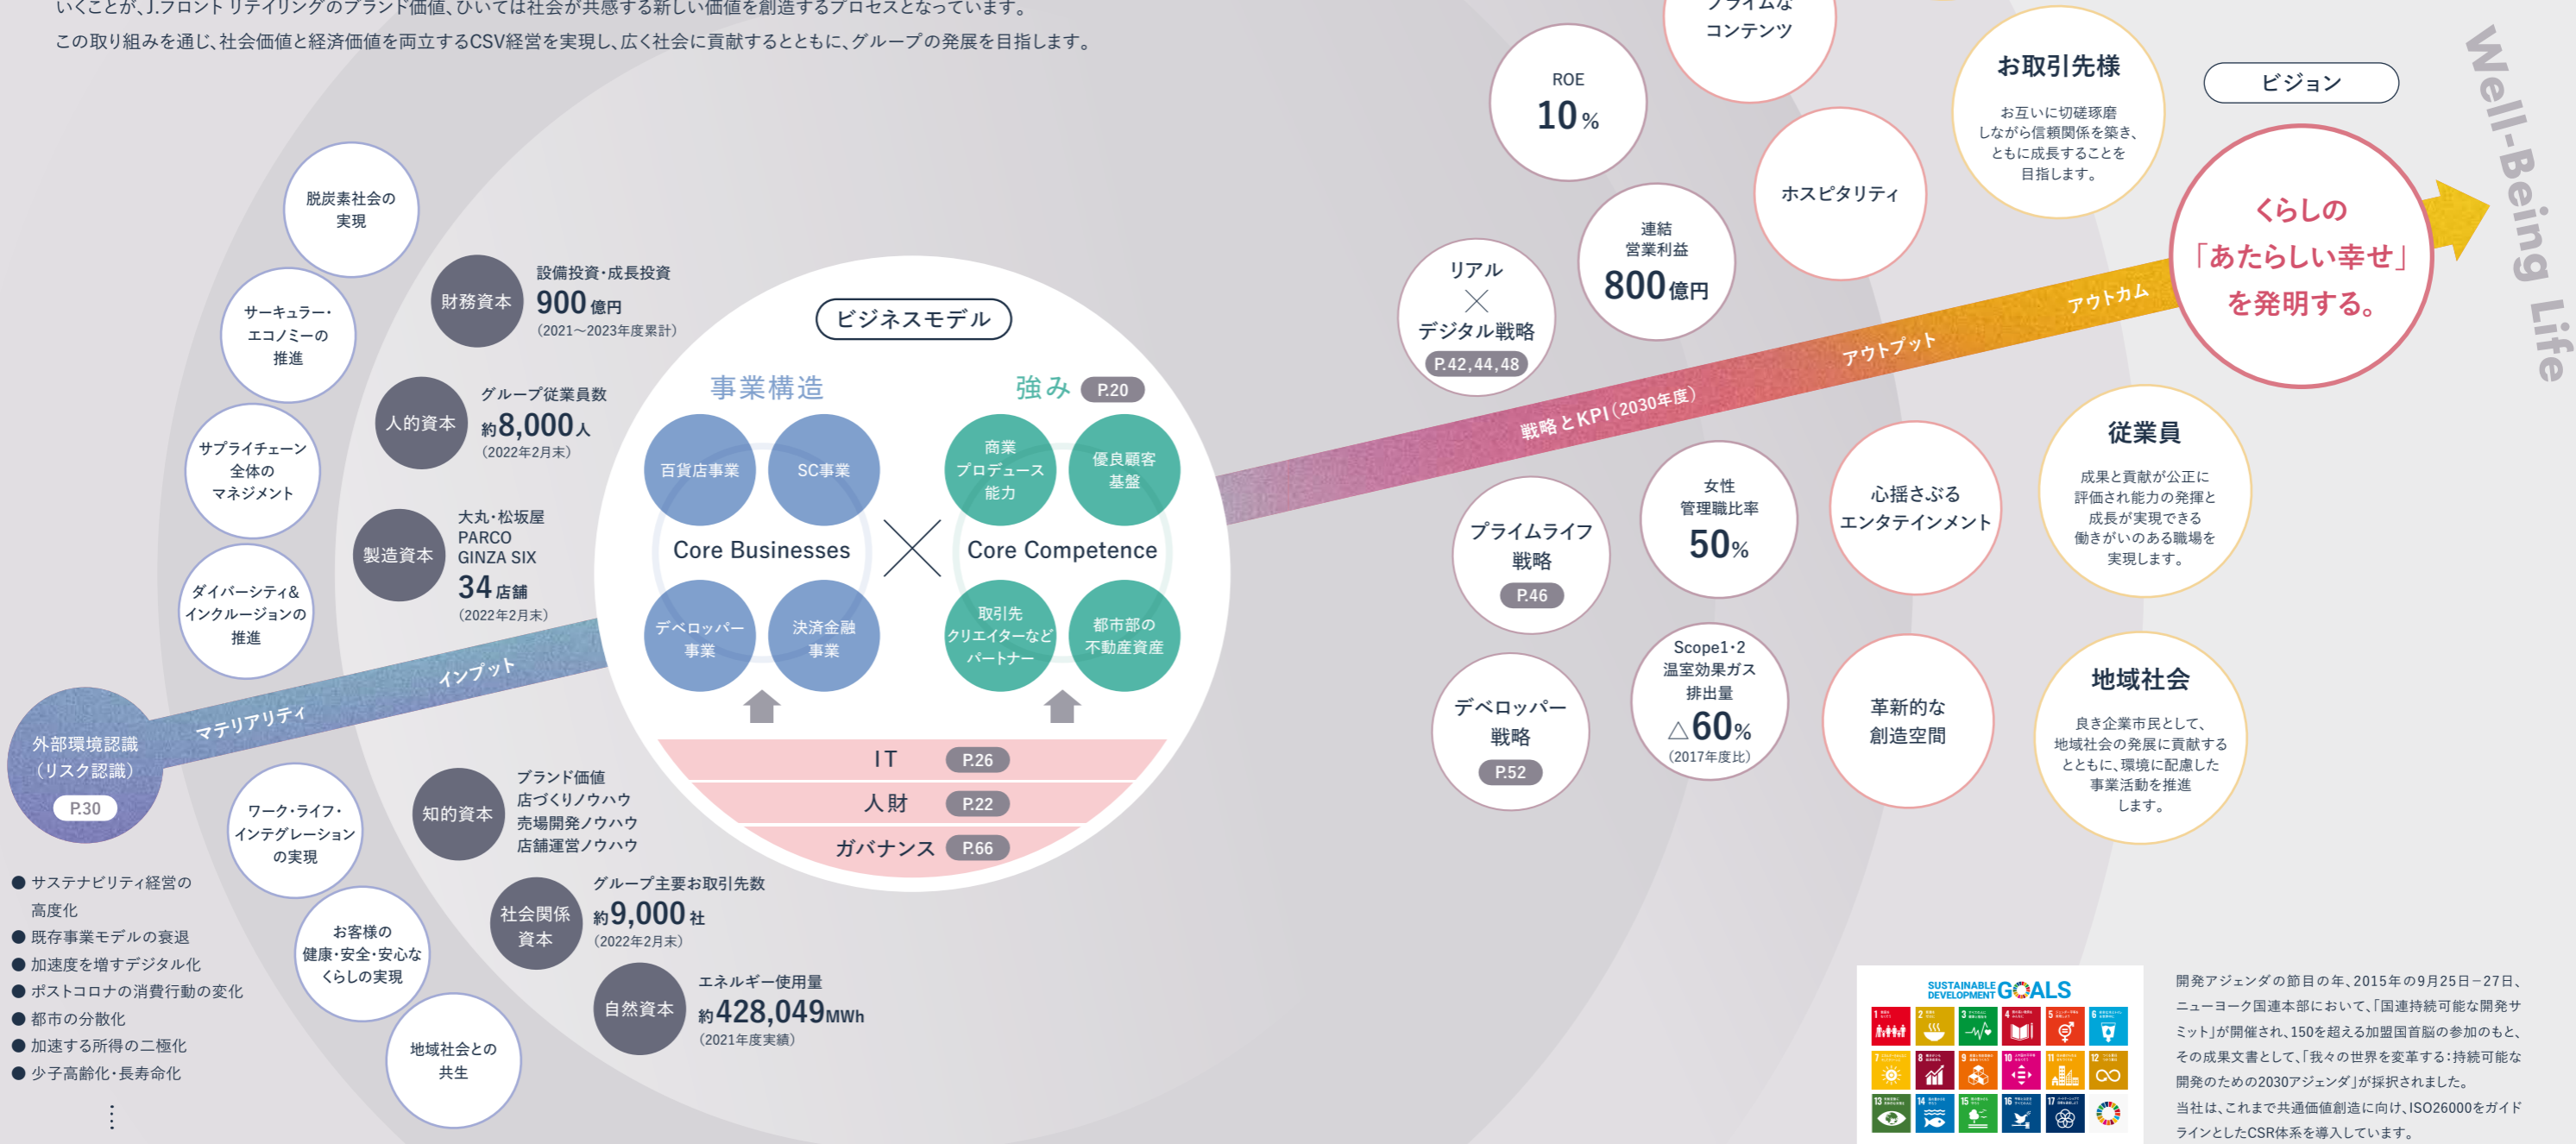 いくことが、J.フロント リテイリングのブランド価値、ひいては社会が共感する新しい価値を創造するプロセスとなっています。
この取り組みを通じ、社会価値と経済価値を両立するCSV経営を実現し、広く社会に貢献するとともに、グループの発展を目指します。
脱炭素社会の
実現
サーキュラー・
エコノミーの
推進
サプライチェーン
全体の
マネジメント
ダイバーシティ&
インクルージョンの
推進
マテリアリティ
外部環境認識
（リスク認識）
P.30
ワーク・ライフ・
インテグレーション
の実現
お客様の
健康・安全・安心な
くらしの実現
地域社会との
共生
● サステナビリティ経営の
高度化
● 既存事業モデルの衰退
● 加速度を増すデジタル化
● ポストコロナの消費行動の変化
● 都市の分散化
● 加速する所得の二極化
● 少子高齢化・長寿命化
⋮
財務資本
設備投資・成長投資
900億円
（2021〜2023年度累計）
人的資本
グループ従業員数
約8,000人
（2022年2月末）
製造資本
大丸・松坂屋
PARCO
GINZA SIX
34店舗
（2022年2月末）
インプット
知的資本
ブランド価値
店づくりノウハウ
売場開発ノウハウ
店舗運営ノウハウ
社会関係
資本
グループ主要お取引先数
約9,000社
（2022年2月末）
自然資本
エネルギー使用量
約428,049MWh
（2021年度実績）
ビジネスモデル
事業構造
百貨店事業
SC事業
Core Businesses
デベロッパー
事業
決済金融
事業
強み P.20
商業
プロデュース
能力
優良顧客
基盤
Core Competence
取引先
クリエイターなど
パートナー
都市部の
不動産資産
IT P.26
人財 P.22
ガバナンス P.66
戦略とKPI（2030年度）
リアル
×
デジタル戦略
P.42,44,48
プライムライフ
戦略
P.46
デベロッパー
戦略
P.52
ROE
10%
連結
営業利益
800億円
女性
管理職比率
50%
Scope1・2
温室効果ガス
排出量
△60%
（2017年度比）
アウトプット
プライムな
コンテンツ
ホスピタリティ
心揺さぶる
エンタテインメント
革新的な
創造空間
アウトカム
お取引先様
お互いに切磋琢磨
しながら信頼関係を築き、
ともに成長することを
目指します。
従業員
成果と貢献が公正に
評価され能力の発揮と
成長が実現できる
働きがいのある職場を
実現します。
地域社会
良き企業市民として、
地域社会の発展に貢献する
とともに、環境に配慮した
事業活動を推進
します。
ビジョン
くらしの
「あたらしい幸せ」
を発明する。
Well-Being Life
SUSTAINABLE
DEVELOPMENT GOALS
1
2
3
4
5
6
7
8
9
10
11
12
13
14
15
16
17
開発アジェンダの節目の年、2015年の9月25日−27日、
ニューヨーク国連本部において、「国連持続可能な開発サ
ミット」が開催され、150を超える加盟国首脳の参加のもと、
その成果文書として、「我々の世界を変革する：持続可能な
開発のための2030アジェンダ」が採択されました。
当社は、これまで共通価値創造に向け、ISO26000をガイド
ラインとしたCSR体系を導入しています。